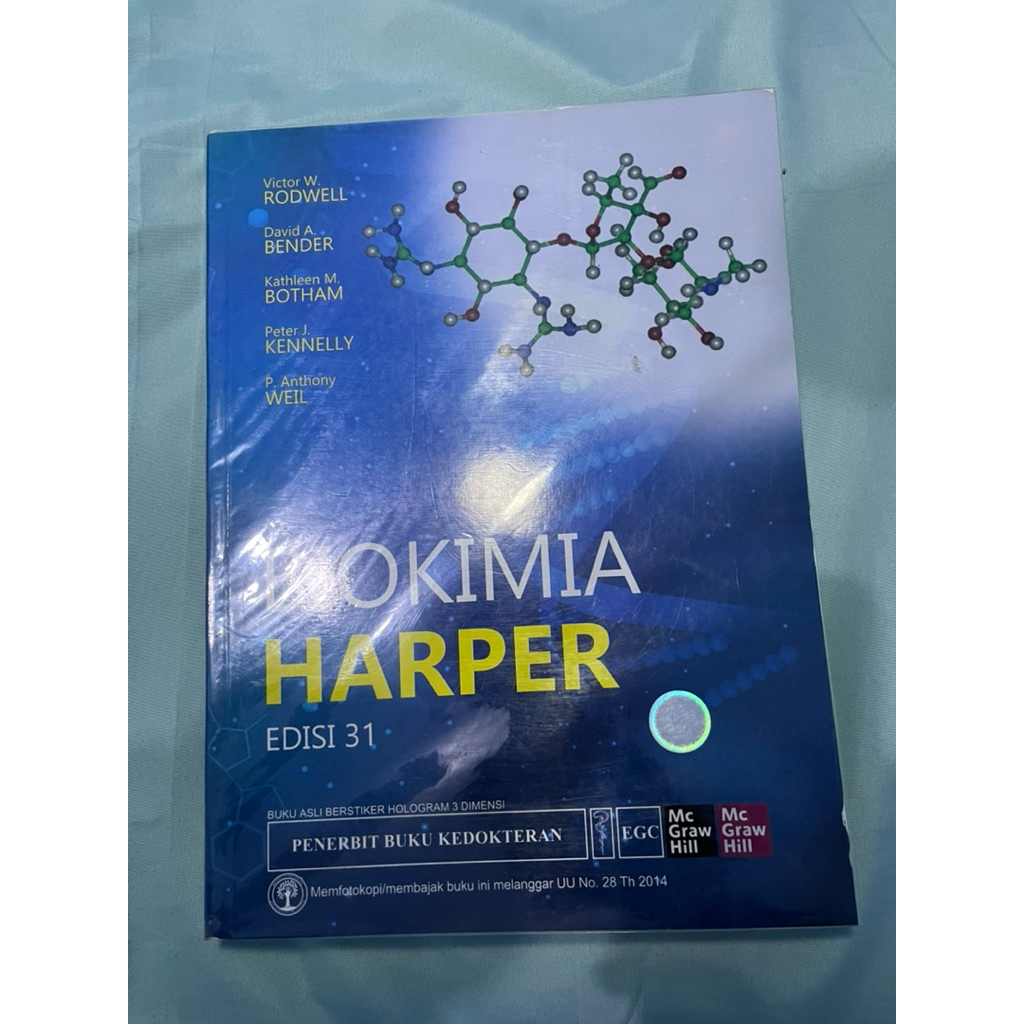 Victor W.
RODWELL
David A.
BENDER
Kathleen M.
BOTHAM
Peter J.
KENNELLY
P. Anthony
WEIL
BIOKIMIA
HARPER
EDISI 31
BUKU ASLI BERSTIKER HOLOGRAM 3 DIMENSI
PENERBIT BUKU KEDOKTERAN
EGC
Mc
Graw
Hill
Mc
Graw
Hill
Memfotokopi/membajak buku ini melanggar UU No. 28 Th 2014